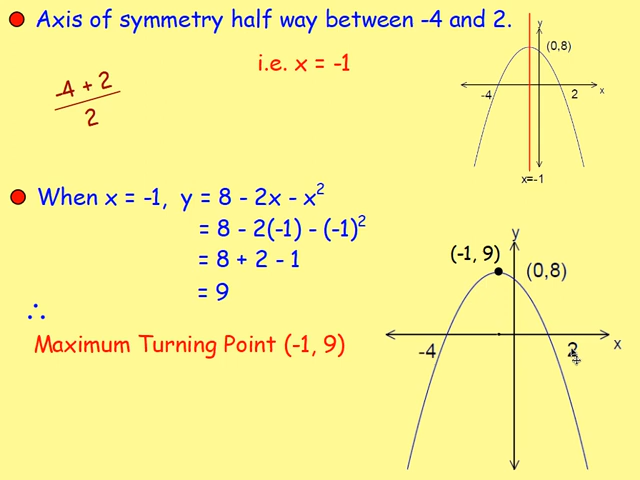 Axis of symmetry half way between -4 and 2.
i.e. x = -1
-4 + 2
2
y
(0,8)
-4
2
x
x=-1
When x = -1, y = 8 - 2x - x²
= 8 - 2(-1) - (-1)²
= 8 + 2 - 1
= 9
∴
Maximum Turning Point (-1, 9)
y
(-1, 9)
(0,8)
-4
2
x